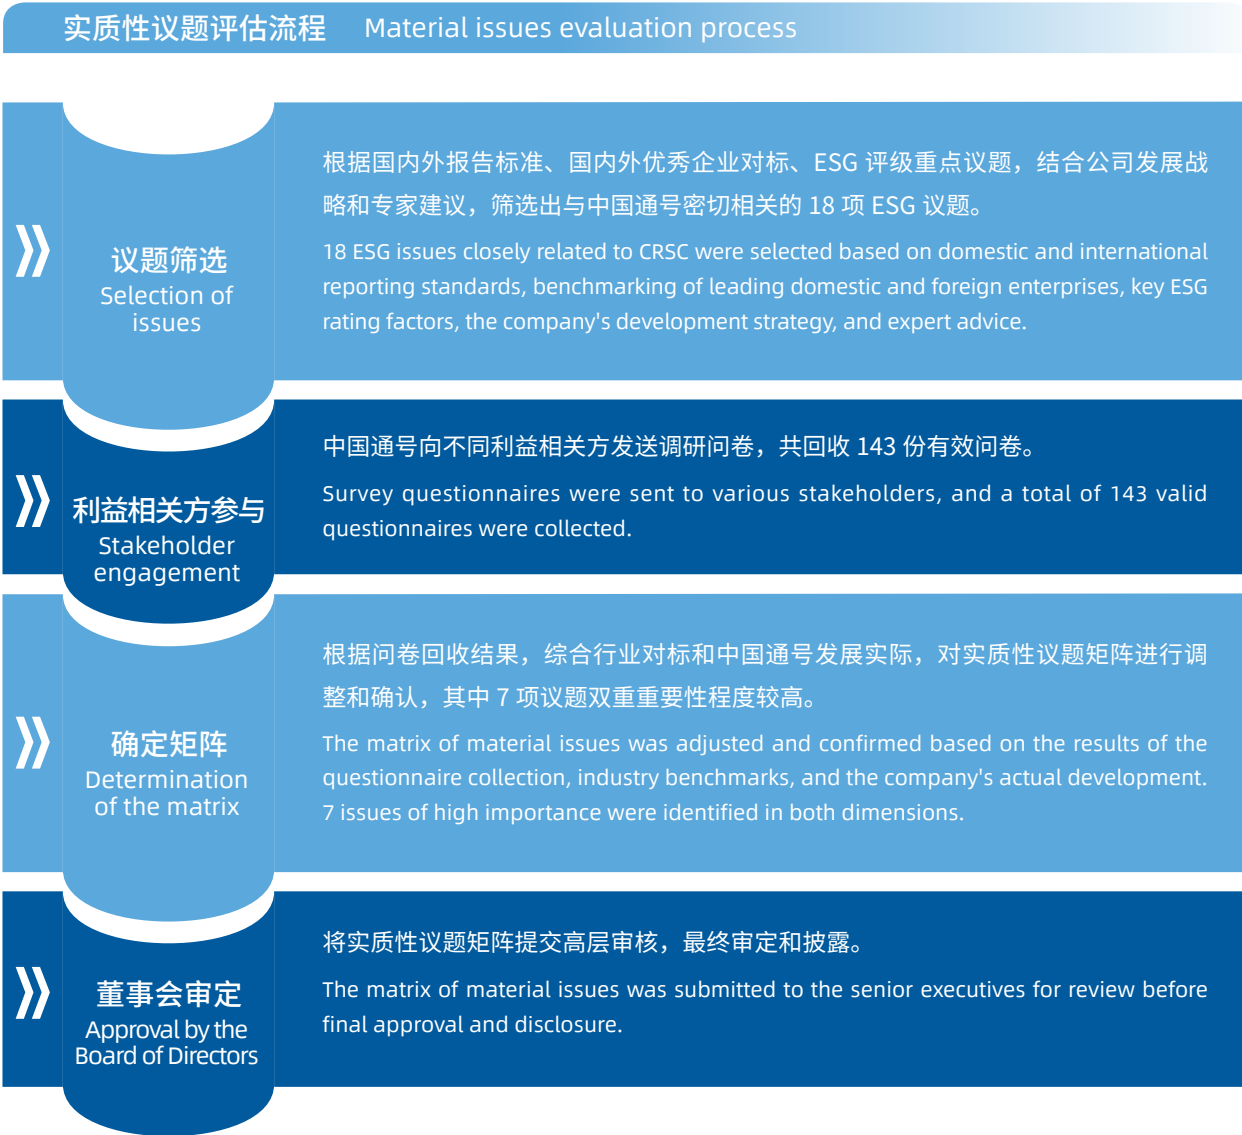 实质性议题评估流程 Material issues evaluation process
议题筛选
Selection of
issues
根据国内外报告标准、国内外优秀企业对标、ESG 评级重点议题，结合公司发展战
略和专家建议，筛选出与中国通号密切相关的 18 项 ESG 议题。
18 ESG issues closely related to CRSC were selected based on domestic and international
reporting standards, benchmarking of leading domestic and foreign enterprises, key ESG
rating factors, the company's development strategy, and expert advice.
利益相关方参与
Stakeholder
engagement
中国通号向不同利益相关方发送调研问卷，共回收 143 份有效问卷。
Survey questionnaires were sent to various stakeholders, and a total of 143 valid
questionnaires were collected.
确定矩阵
Determination
of the matrix
根据问卷回收结果，综合行业对标和中国通号发展实际，对实质性议题矩阵进行调
整和确认，其中 7 项议题双重重要性程度较高。
The matrix of material issues was adjusted and confirmed based on the results of the
questionnaire collection, industry benchmarks, and the company's actual development.
7 issues of high importance were identified in both dimensions.
董事会审定
Approval by the
Board of Directors
将实质性议题矩阵提交高层审核，最终审定和披露。
The matrix of material issues was submitted to the senior executives for review before
final approval and disclosure.